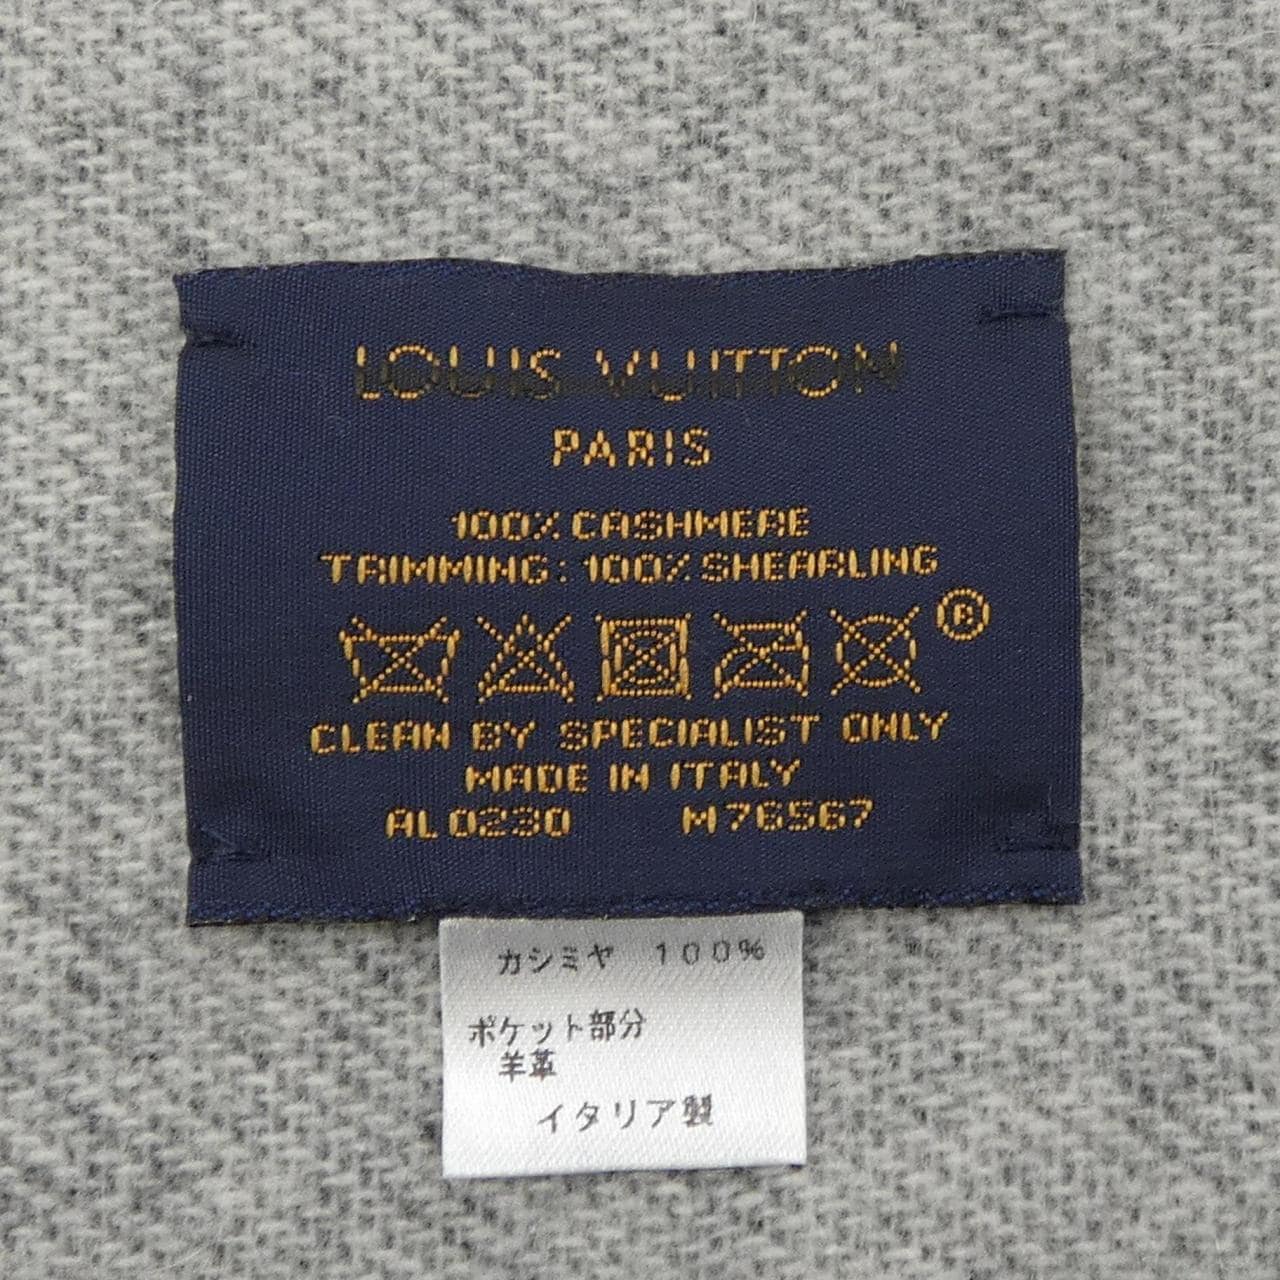 LOUIS VUITTON
PARIS
100% CASHMERE
TRIMMING: 100% SHEARLING
®
CLEAN BY SPECIALIST ONLY
MADE IN ITALY
AL0230 M76567
カシミヤ 100%
ポケット部分
羊革
イタリア製